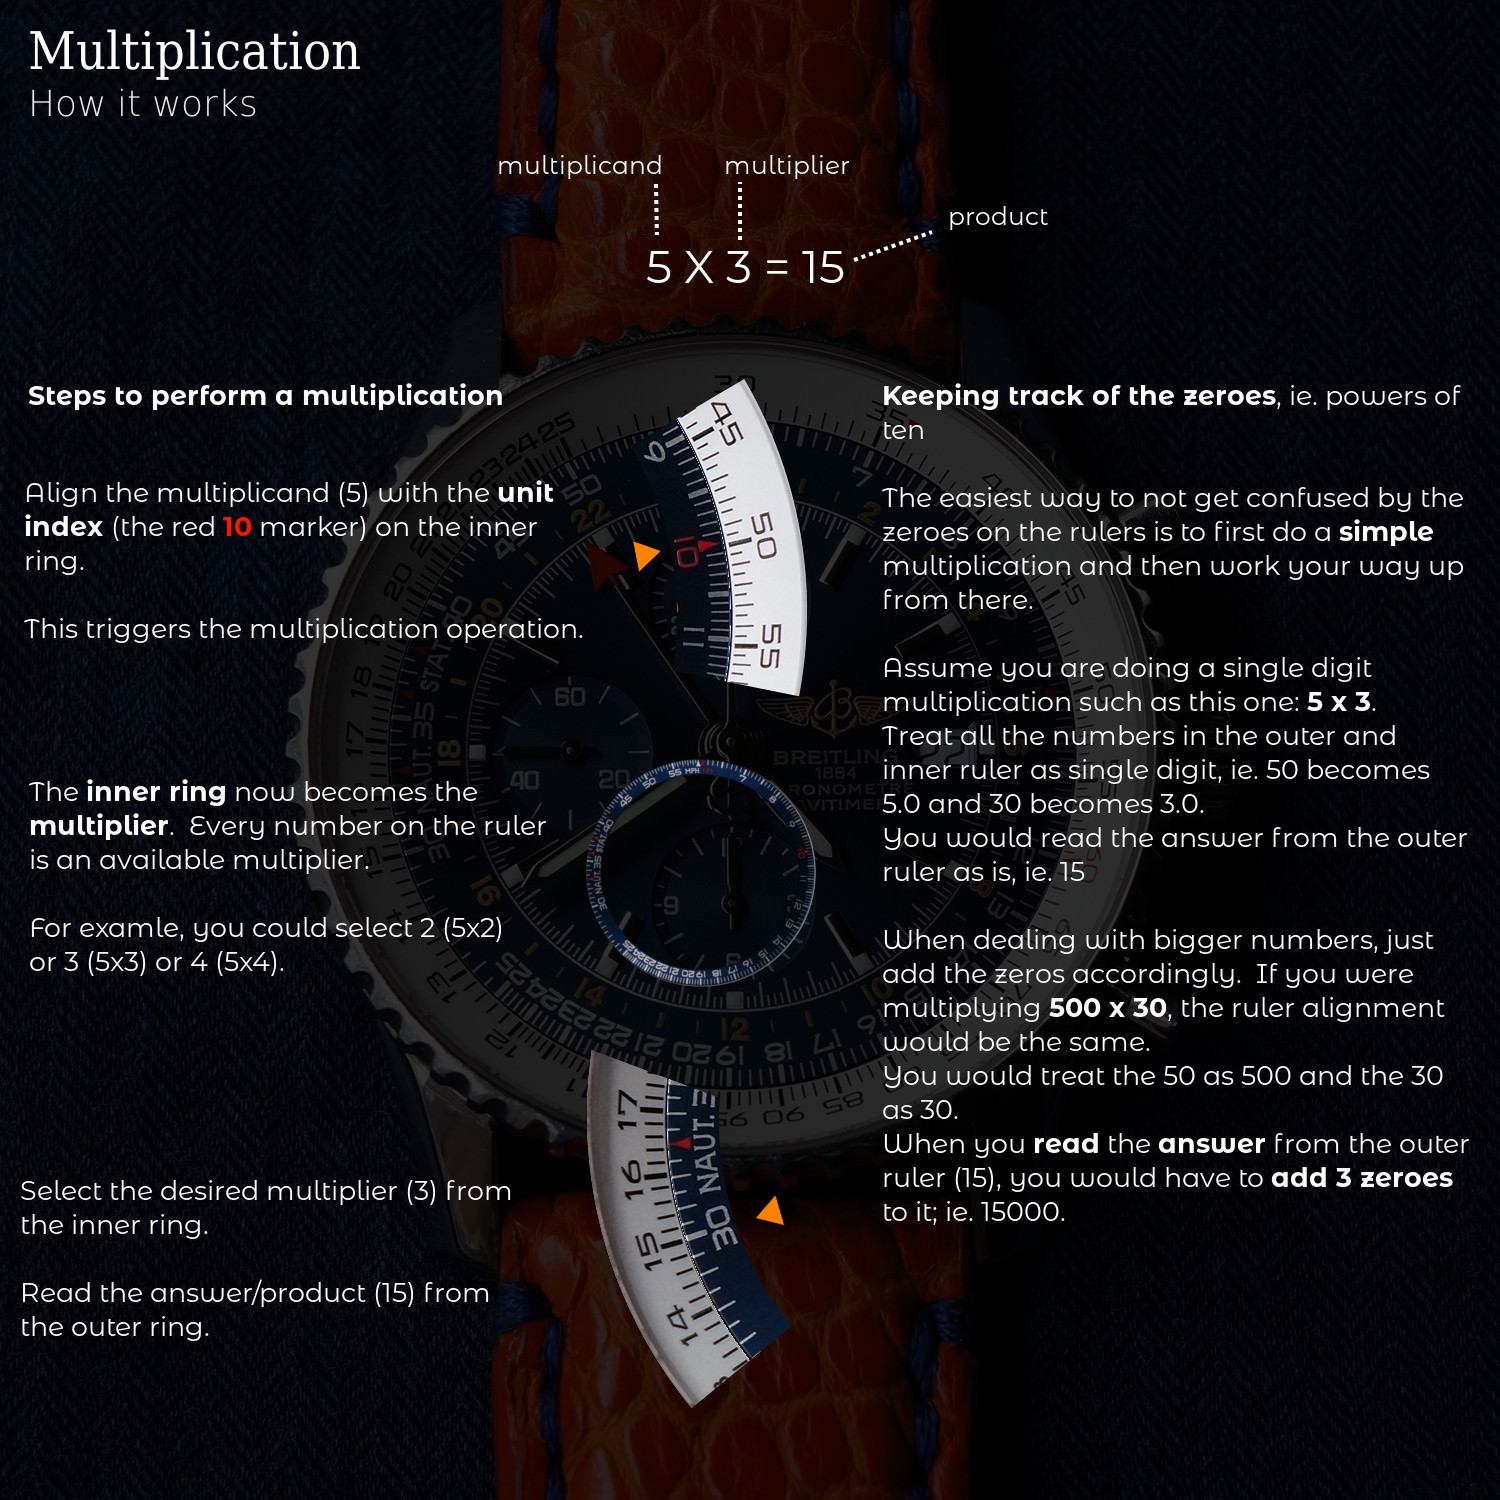 Multiplication
How it works
multiplicand
multiplier
product
5 X 3 = 15
Steps to perform a multiplication
Align the multiplicand (5) with the unit
index (the red 10 marker) on the inner
ring.
This triggers the multiplication operation.
The inner ring now becomes the
multiplier.  Every number on the ruler
is an available multiplier.
For examle, you could select 2 (5x2)
or 3 (5x3) or 4 (5x4).
Select the desired multiplier (3) from
the inner ring.
Read the answer/product (15) from
the outer ring.
Keeping track of the zeroes, ie. powers of
ten
The easiest way to not get confused by the
zeroes on the rulers is to first do a simple
multiplication and then work your way up
from there.
Assume you are doing a single digit
multiplication such as this one: 5 x 3.
Treat all the numbers in the outer and
inner ruler as single digit, ie. 50 becomes
5.0 and 30 becomes 3.0.
You would read the answer from the outer
ruler as is, ie. 15
When dealing with bigger numbers, just
add the zeros accordingly.  If you were
multiplying 500 x 30, the ruler alignment
would be the same.
You would treat the 50 as 500 and the 30
as 30.
When you read the answer from the outer
ruler (15), you would have to add 3 zeroes
to it; ie. 15000.
45
50
55
10
11
60
40
20
BREITLING
1884
17
16
15
14
NAUT.
30